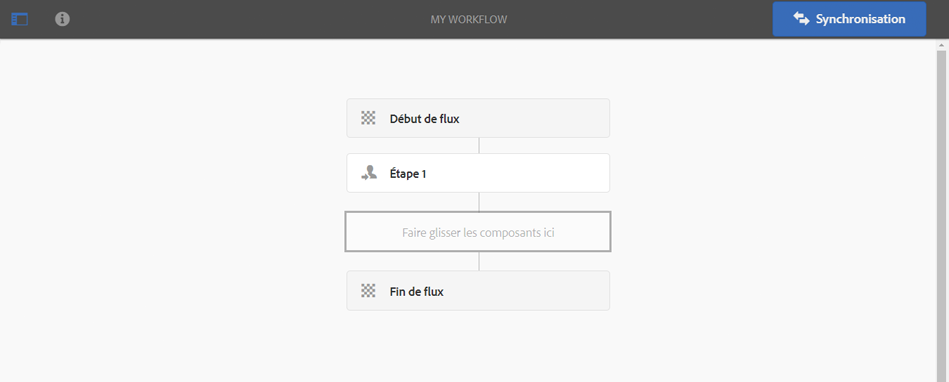 MY WORKFLOW
Synchronisation
Début de flux
Étape 1
Faire glisser les composants ici
Fin de flux